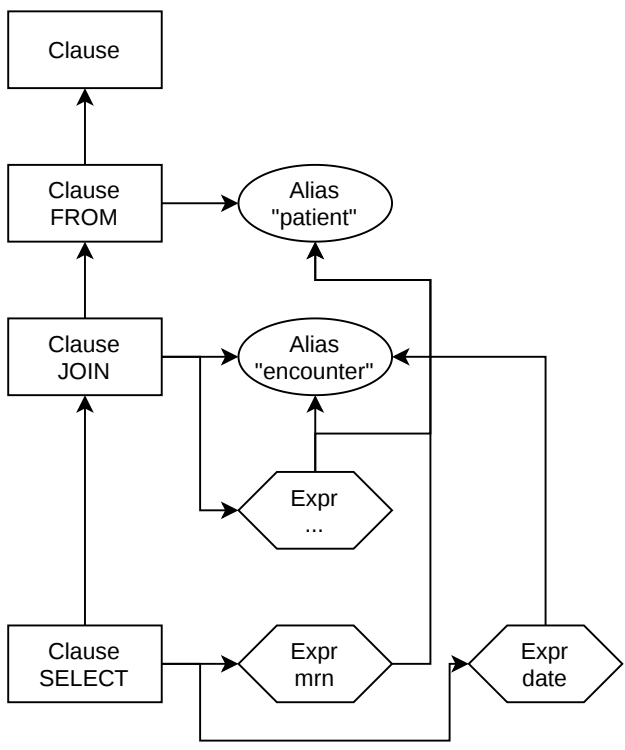 Clause
Clause
FROM
Alias
"patient"
Clause
JOIN
Alias
"encounter"
Expr
...
Clause
SELECT
Expr
mrn
Expr
date